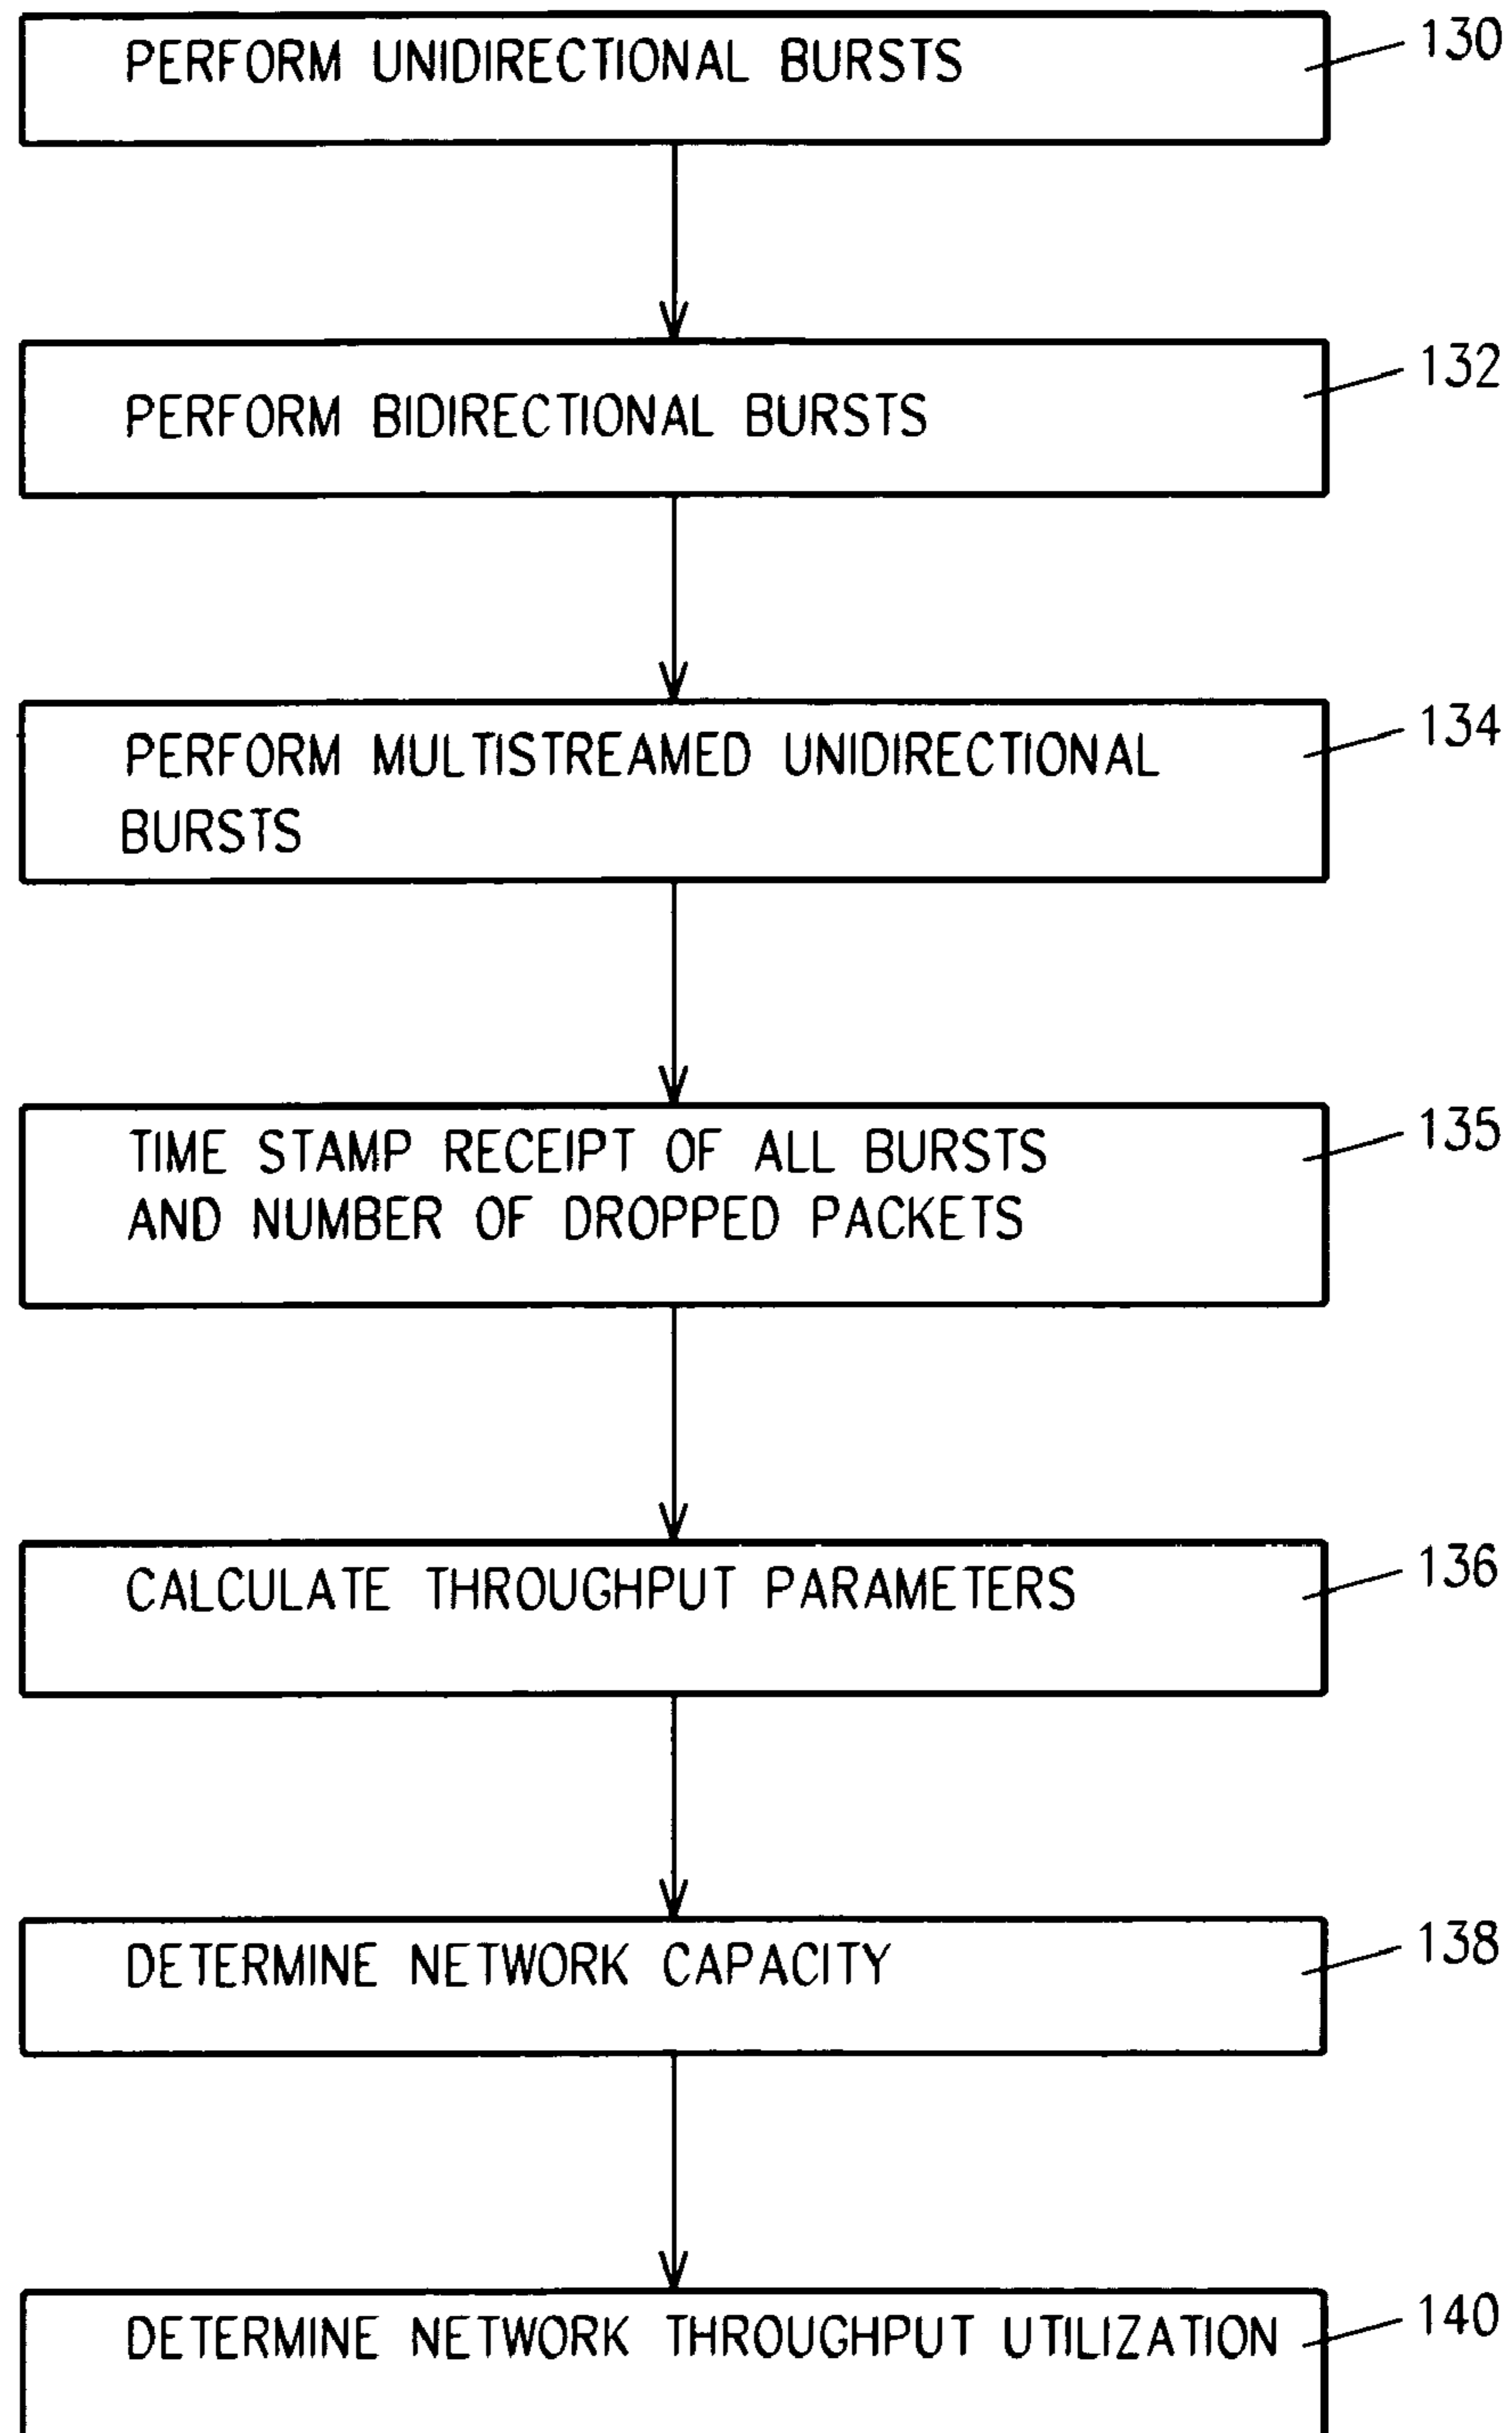 PERFORM UNIDIRECTIONAL BURSTS
130
PERFORM BIDIRECTIONAL BURSTS
132
PERFORM MULTISTREAMED UNIDIRECTIONAL
BURSTS
134
TIME STAMP RECEIPT OF ALL BURSTS
AND NUMBER OF DROPPED PACKETS
135
CALCULATE THROUGHPUT PARAMETERS
136
DETERMINE NETWORK CAPACITY
138
DETERMINE NETWORK THROUGHPUT UTILIZATION
140